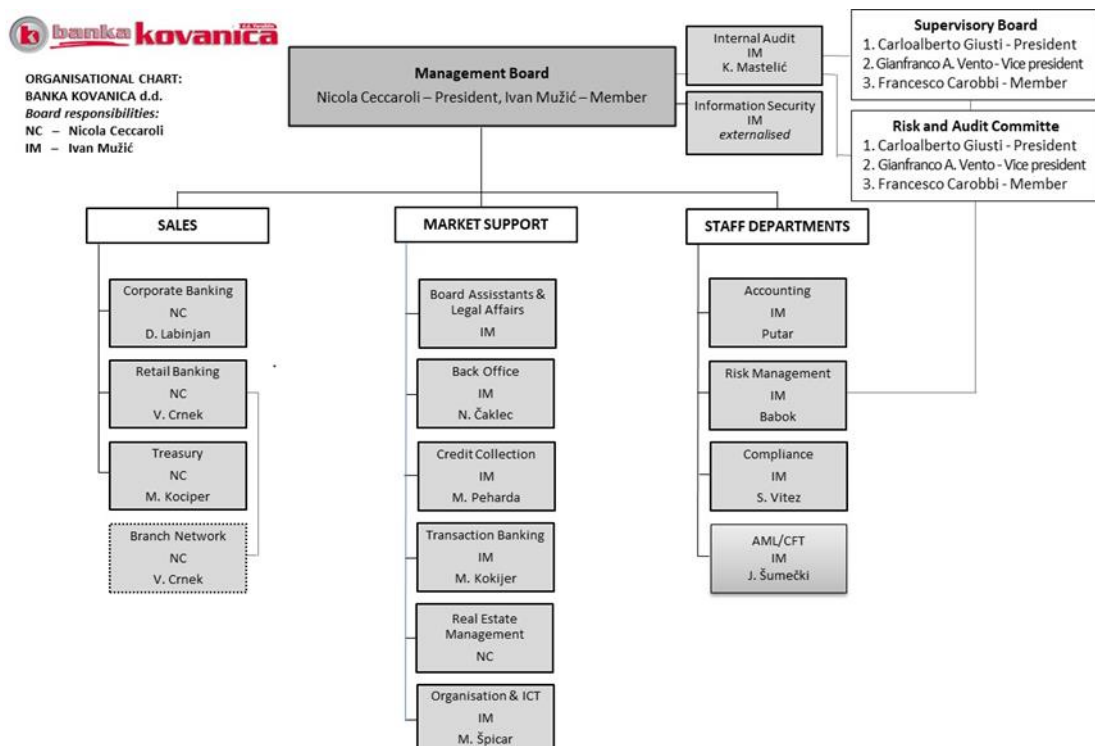 banka kovanica
ORGANISATIONAL CHART:
BANKA KOVANICA d.d.
Board responsibilities:
NC – Nicola Ceccaroli
IM – Ivan Mužić
Management Board
Nicola Ceccaroli – President, Ivan Mužić – Member
Internal Audit
IM
K. Mastelić
Information Security
IM
externalised
Supervisory Board
1. Carloalberto Giusti - President
2. Gianfranco A. Vento - Vice president
3. Francesco Carobbi - Member
Risk and Audit Committe
1. Carloalberto Giusti - President
2. Gianfranco A. Vento - Vice president
3. Francesco Carobbi - Member
SALES
Corporate Banking
NC
D. Labinjan
Retail Banking
NC
V. Crnek
Treasury
NC
M. Kociper
Branch Network
NC
V. Crnek
MARKET SUPPORT
Board Assisstants &
Legal Affairs
IM
Back Office
IM
N. Čaklec
Credit Collection
IM
M. Peharda
Transaction Banking
IM
M. Kokijer
Real Estate
Management
NC
Organisation & ICT
IM
M. Špicar
STAFF DEPARTMENTS
Accounting
IM
Putar
Risk Management
IM
Babok
Compliance
IM
S. Vitez
AML/CFT
IM
J. Šumečki